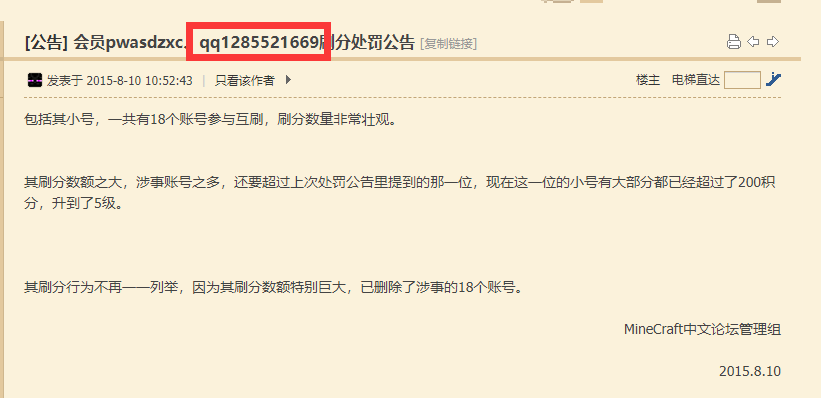 [公告] 会员pwasdzxc、qq1285521669刷分处罚公告 [复制链接]
发表于 2015-8-10 10:52:43 | 只看该作者
楼主 电梯直达
包括其小号，一共有18个账号参与互刷，刷分数量非常壮观。
其刷分数额之大，涉事账号之多，还要超过上次处罚公告里提到的那一位，现在这一位的小号有大部分都已经超过了200积
分，升到了5级。
其刷分行为不再一一列举，因为其刷分数额特别巨大，已删除了涉事的18个账号。
MineCraft中文论坛管理组
2015.8.10